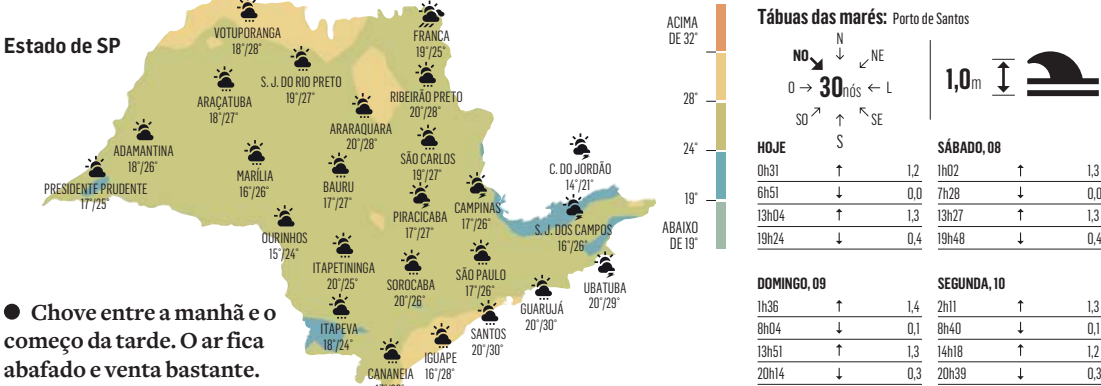 Estado de SP
VOTUPORANGA
18°/28°
FRANCA
19°/25°
S. J. DO RIO PRETO
19°/27°
ARAÇATUBA
18°/27°
RIBEIRÃO PRETO
20°/28°
ARARAQUARA
20°/28°
ADAMANTINA
18°/26°
SÃO CARLOS
19°/27°
MARÍLIA
16°/26°
BAURU
17°/27°
PRESIDENTE PRUDENTE
17°/25°
C. DO JORDÃO
14°/21°
PIRACICABA
17°/27°
CAMPINAS
17°/26°
S. J. DOS CAMPOS
16°/26°
OURINHOS
15°/24°
ITAPETININGA
20°/25°
SOROCABA
20°/26°
SÃO PAULO
17°/26°
UBATUBA
20°/29°
GUARUJÁ
20°/30°
ITAPEVA
18°/24°
SANTOS
20°/30°
IGUAPE
16°/28°
CANANEIA
● Chove entre a manhã e o
começo da tarde. O ar fica
abafado e venta bastante.
ACIMA
DE 32°
28°
24°
19°
ABAIXO
DE 19°
Tábuas das marés: Porto de Santos
N
NO ↘ ↓ ↙ NE
O → 30nós ← L
SO ↗ ↑ ↖ SE
S
1,0m
HOJE
0h31 ↑ 1,2
6h51 ↓ 0,0
13h04 ↑ 1,3
19h24 ↓ 0,4
SÁBADO, 08
1h02 ↑ 1,3
7h28 ↓ 0,0
13h27 ↑ 1,3
19h48 ↓ 0,4
DOMINGO, 09
1h36 ↑ 1,4
8h04 ↓ 0,1
13h51 ↑ 1,3
20h14 ↓ 0,3
SEGUNDA, 10
2h11 ↑ 1,3
8h40 ↓ 0,1
14h18 ↑ 1,2
20h39 ↓ 0,3